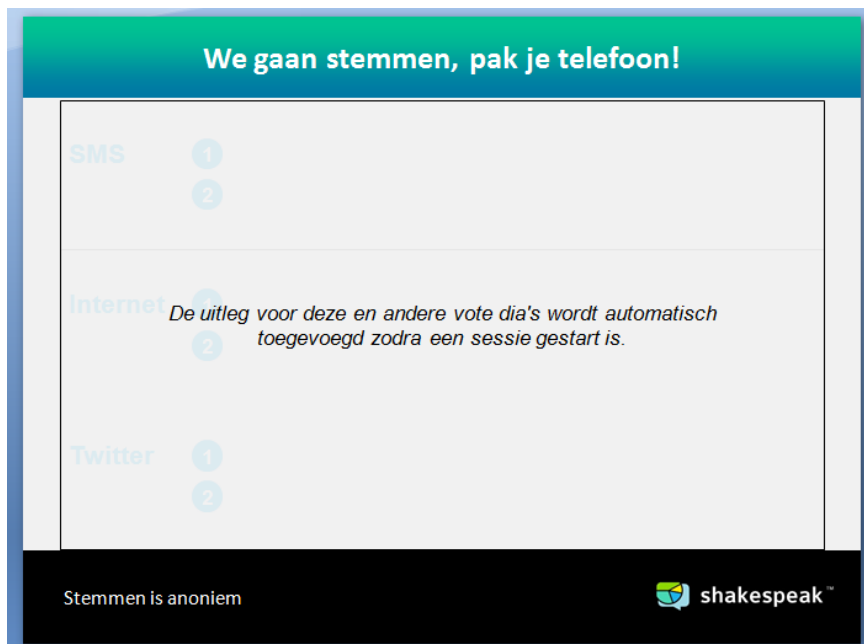 We gaan stemmen, pak je telefoon!
SMS 1
2
Internet 1
De uitleg voor deze en andere vote dia's wordt automatisch
2 toegevoegd zodra een sessie gestart is.
Twitter 1
2
Stemmen is anoniem
shakespeak™